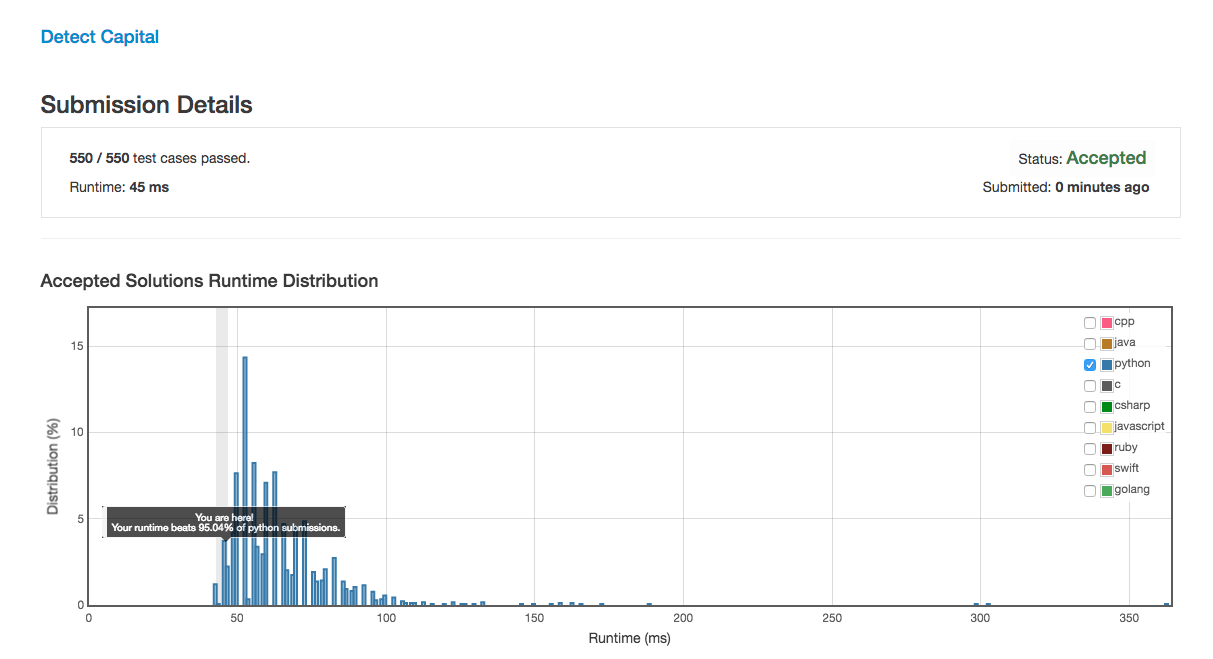 Detect Capital
Submission Details
550 / 550 test cases passed.
Status: Accepted
Runtime: 45 ms
Submitted: 0 minutes ago
Accepted Solutions Runtime Distribution
cpp
java
python
c
csharp
javascript
ruby
swift
golang
Distribution (%)
15
10
5
0
You are here!
Your runtime beats 95.04% of python submissions.
0
50
100
150
200
250
300
350
Runtime (ms)